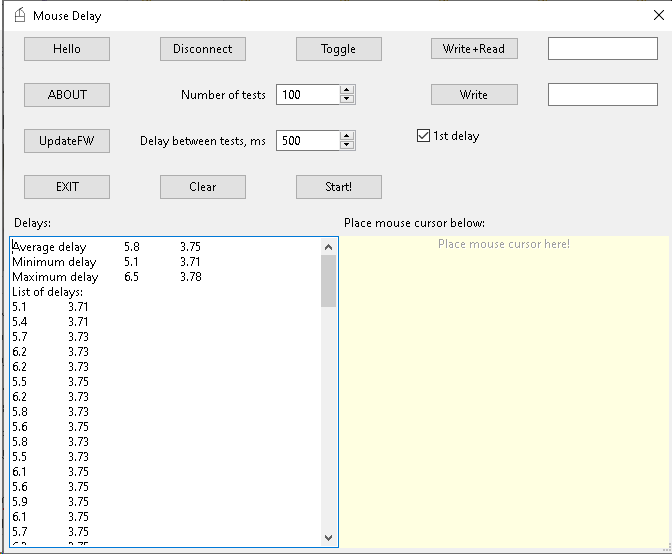 Mouse Delay
Hello Disconnect Toggle Write+Read
ABOUT Number of tests 100 Write
UpdateFW Delay between tests, ms 500 1st delay
EXIT Clear Start!
Delays: Place mouse cursor below:
Place mouse cursor here!
Average delay 5.8 3.75
Minimum delay 5.1 3.71
Maximum delay 6.5 3.78
List of delays:
5.1 3.71
5.4 3.71
5.7 3.73
6.2 3.73
6.2 3.73
5.5 3.75
6.2 3.73
5.8 3.73
5.6 3.75
5.8 3.73
5.5 3.73
6.1 3.75
5.6 3.75
5.9 3.75
6.1 3.75
5.7 3.75